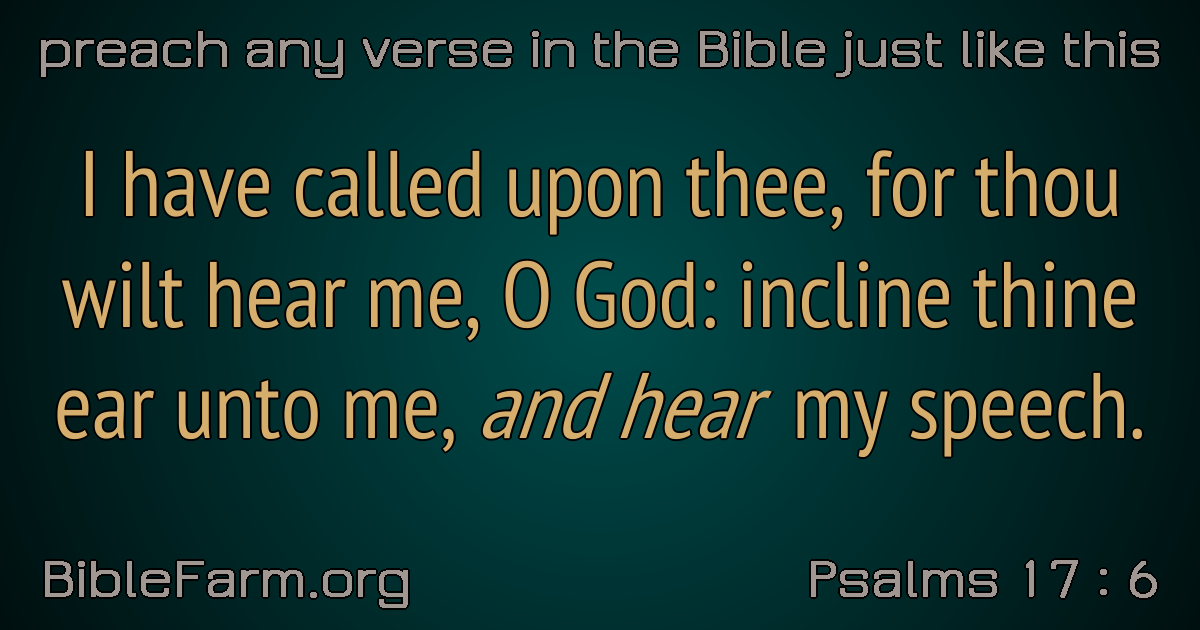 preach any verse in the Bible just like this
I have called upon thee, for thou
wilt hear me, O God: incline thine
ear unto me, and hear my speech.
BibleFarm.org
Psalms 17 : 6